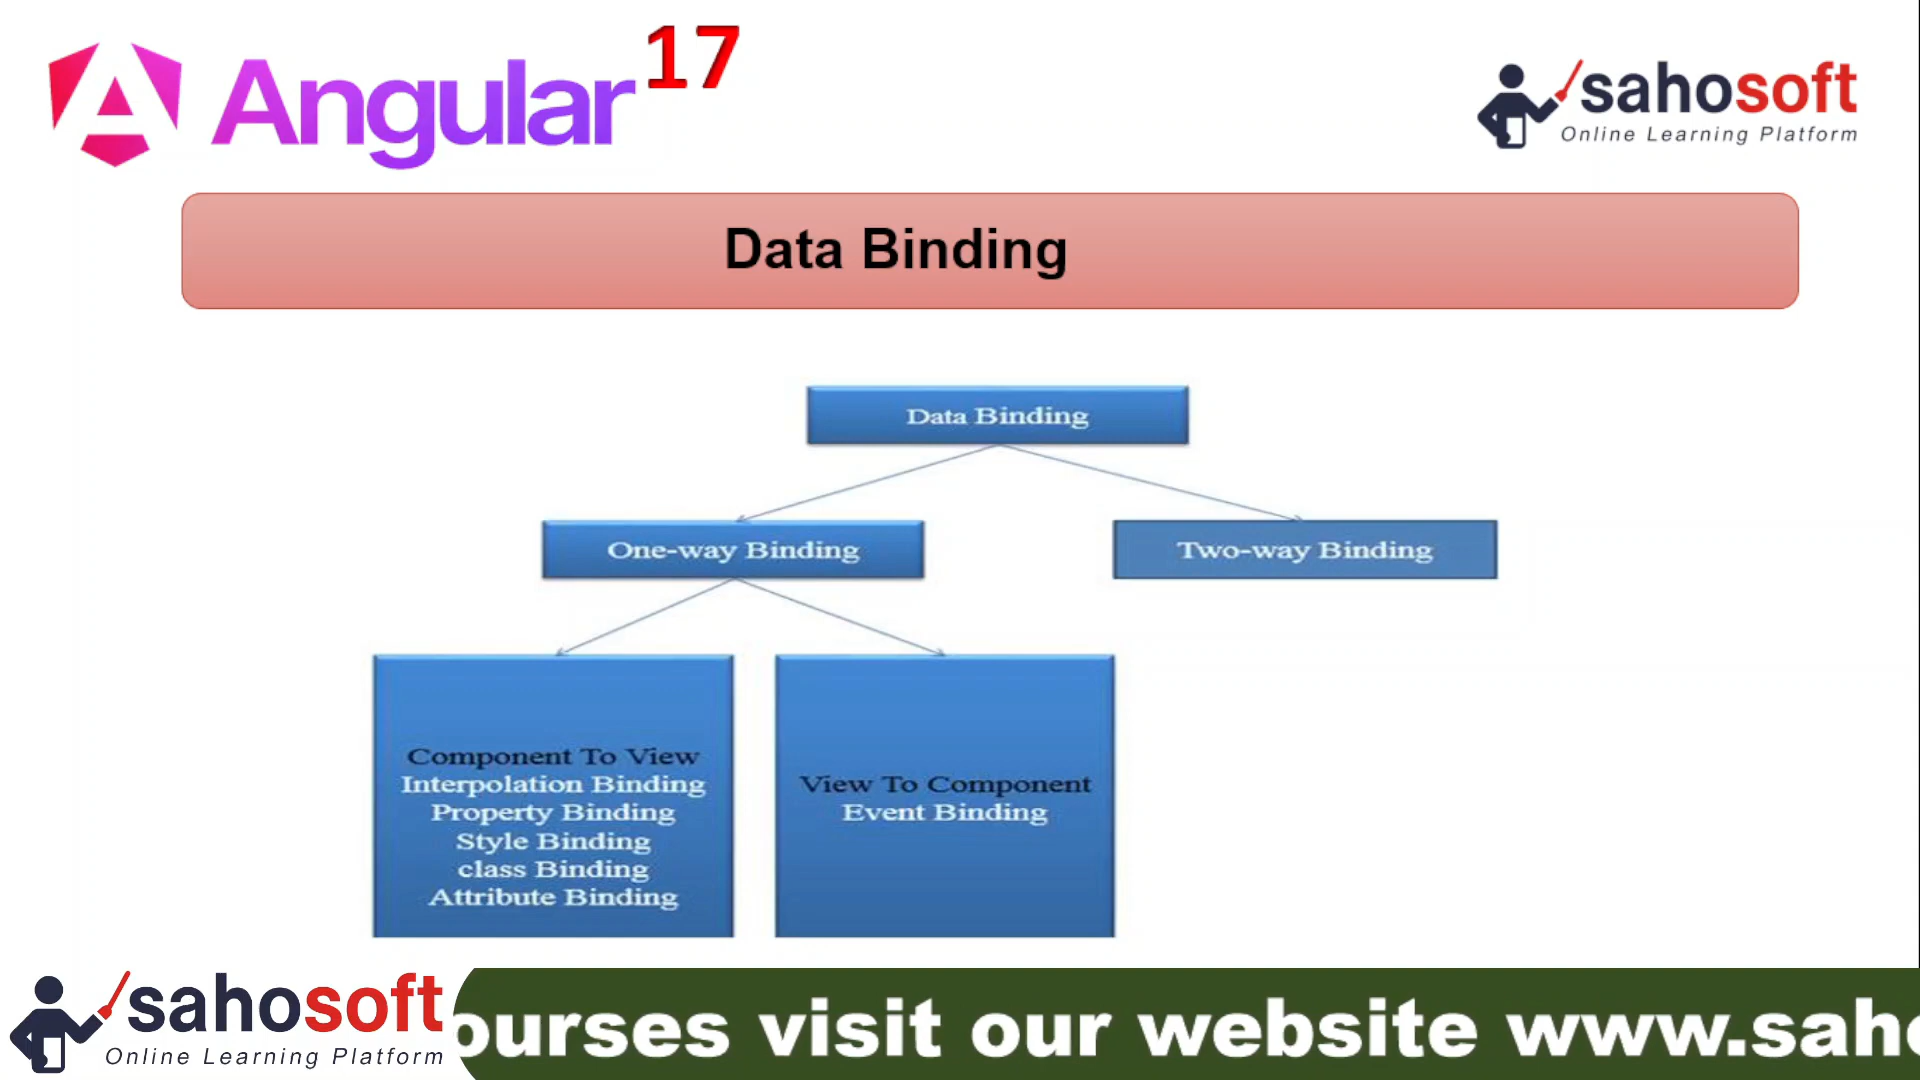 Angular 17
sahosoft
Online Learning Platform
Data Binding
Data Binding
One-way Binding
Two-way Binding
Component To View
Interpolation Binding
Property Binding
Style Binding
class Binding
Attribute Binding
View To Component
Event Binding
sahosoft
Online Learning Platform
ourses visit our website www.saho